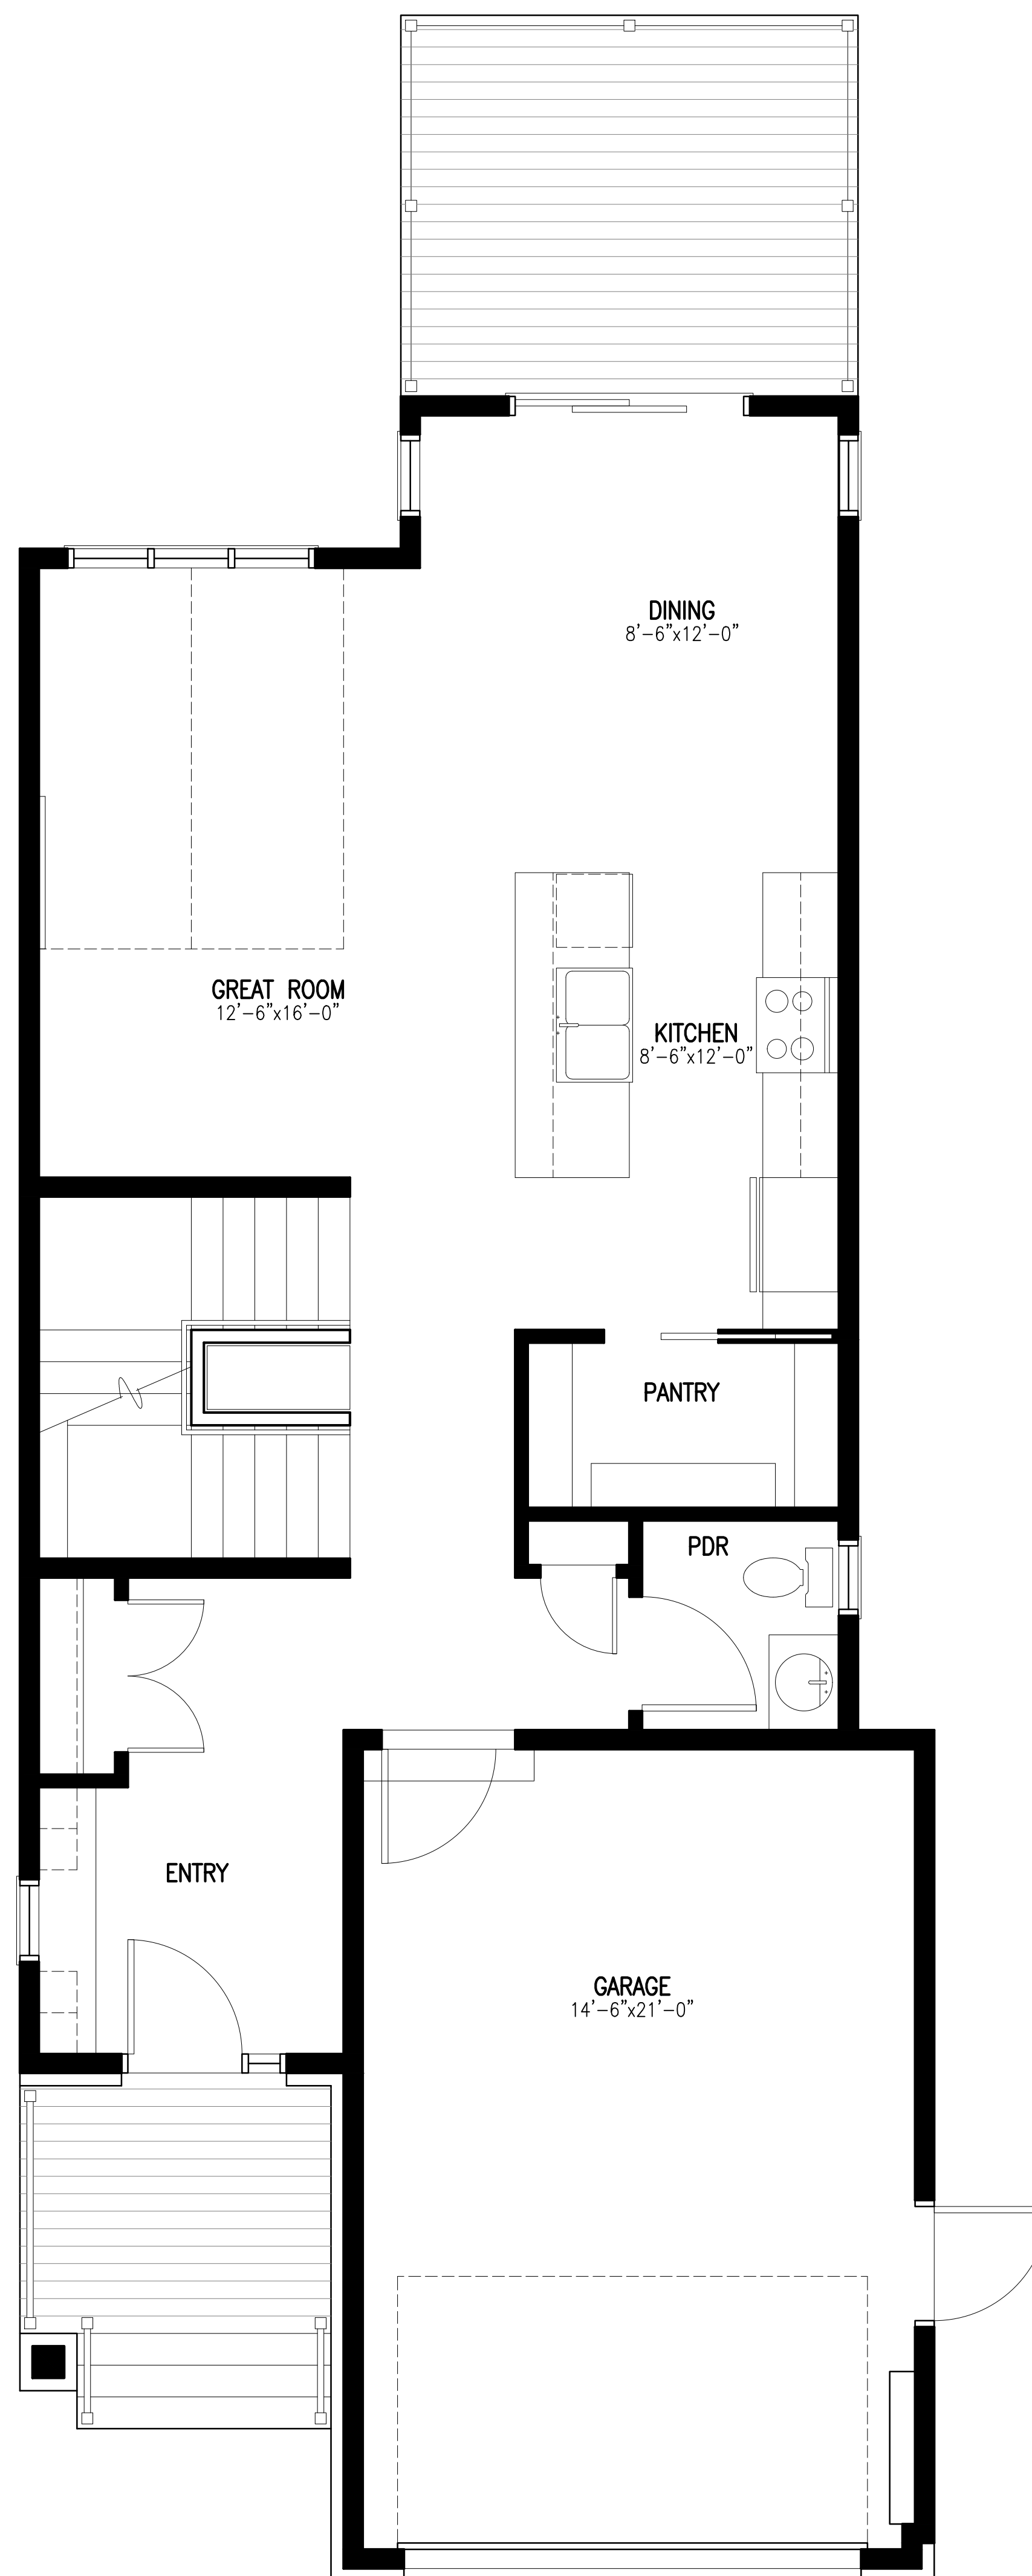 DINING
8'-6"x12'-0"
GREAT ROOM
12'-6"x16'-0"
KITCHEN
8'-6"x12'-0"
PANTRY
PDR
ENTRY
GARAGE
14'-6"x21'-0"